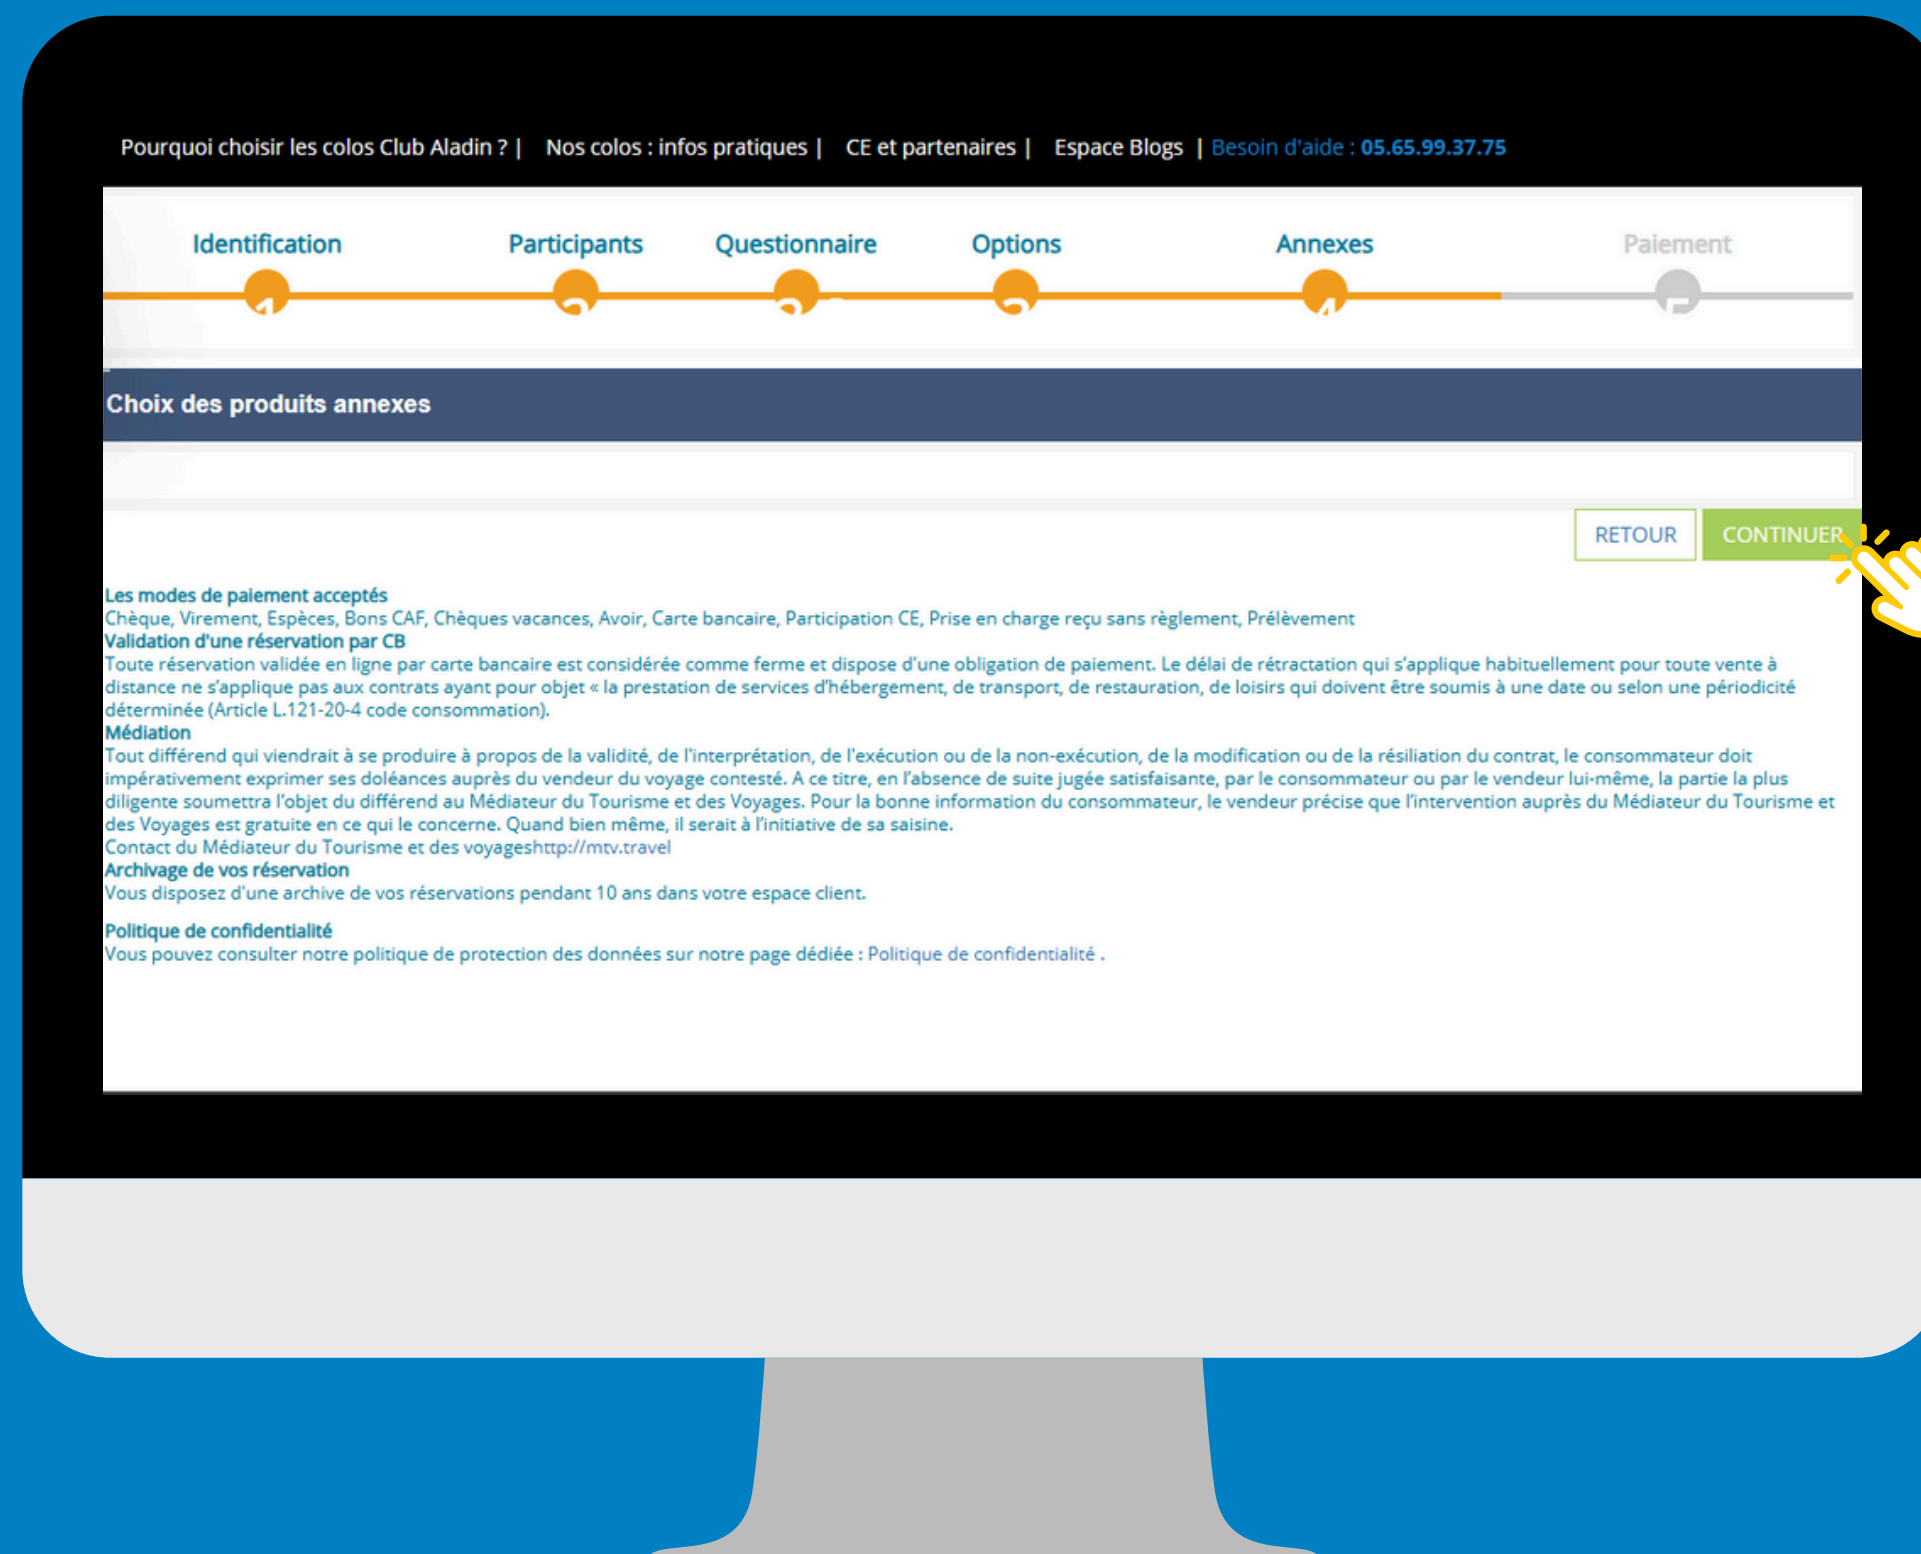 Pourquoi choisir les colos Club Aladin ? | Nos colos : infos pratiques | CE et partenaires | Espace Blogs | Besoin d'aide : 05.65.99.37.75
Identification Participants Questionnaire Options Annexes Paiement
1 4
Choix des produits annexes
RETOUR CONTINUER
Les modes de paiement acceptés
Chèque, Virement, Espèces, Bons CAF, Chèques vacances, Avoir, Carte bancaire, Participation CE, Prise en charge reçu sans règlement, Prélèvement
Validation d'une réservation par CB
Toute réservation validée en ligne par carte bancaire est considérée comme ferme et dispose d'une obligation de paiement. Le délai de rétractation qui s’applique habituellement pour toute vente à
distance ne s’applique pas aux contrats ayant pour objet « la prestation de services d’hébergement, de transport, de restauration, de loisirs qui doivent être soumis à une date ou selon une périodicité
déterminée (Article L.121-20-4 code consommation).
Médiation
Tout différend qui viendrait à se produire à propos de la validité, de l'interprétation, de l'exécution ou de la non-exécution, de la modification ou de la résiliation du contrat, le consommateur doit
impérativement exprimer ses doléances auprès du vendeur du voyage contesté. A ce titre, en l’absence de suite jugée satisfaisante, par le consommateur ou par le vendeur lui-même, la partie la plus
diligente soumettra l’objet du différend au Médiateur du Tourisme et des Voyages. Pour la bonne information du consommateur, le vendeur précise que l’intervention auprès du Médiateur du Tourisme et
des Voyages est gratuite en ce qui le concerne. Quand bien même, il serait à l’initiative de sa saisine.
Contact du Médiateur du Tourisme et des voyageshttp://mtv.travel
Archivage de vos réservation
Vous disposez d'une archive de vos réservations pendant 10 ans dans votre espace client.
Politique de confidentialité
Vous pouvez consulter notre politique de protection des données sur notre page dédiée : Politique de confidentialité .